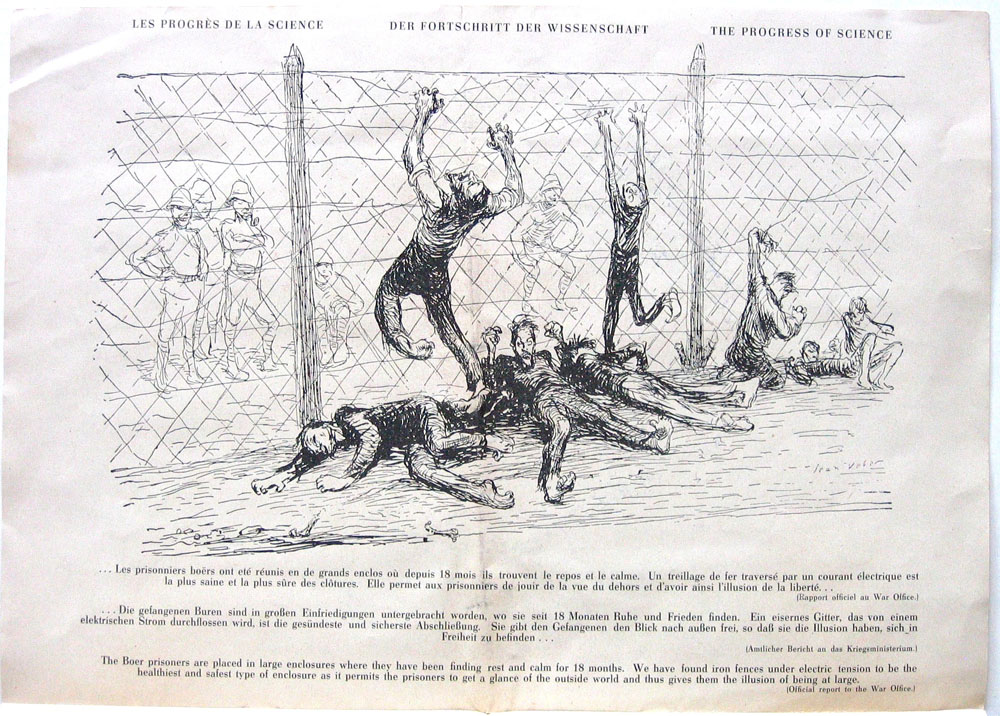 LES PROGRÈS DE LA SCIENCE
DER FORTSCHRITT DER WISSENSCHAFT
THE PROGRESS OF SCIENCE
Jean Veber
... Les prisonniers boërs ont eté réunis en de grands enclos où depuis 18 mois ils trouvent le repos et le calme. Un treillage de fer traversé par un courant électrique est
la plus saine et la plus sûre des clôtures. Elle permet aux prisonniers de jouir de la vue du dehors et d'avoir ainsi l'illusion de la liberté...
(Rapport officiel au War Office.)
... Die gefangenen Buren sind in großen Einfriedigungen untergebracht worden, wo sie seit 18 Monaten Ruhe und Frieden finden. Ein eisernes Gitter, das von einem
elektrischen Strom durchflossen wird, ist die gesündeste und sicherste Abschließung. Sie gibt den Gefangenen den Blick nach außen frei, so daß sie die Illusion haben, sich in
Freiheit zu befinden ...
(Amtlicher Bericht an das Kriegsministerium.)
The Boer prisoners are placed in large enclosures where they have been finding rest and calm for 18 months. We have found iron fences under electric tension to be the
healthiest and safest type of enclosure as it permits the prisoners to get a glance of the outside world and thus gives them the illusion of being at large.
(Official report to the War Office.)